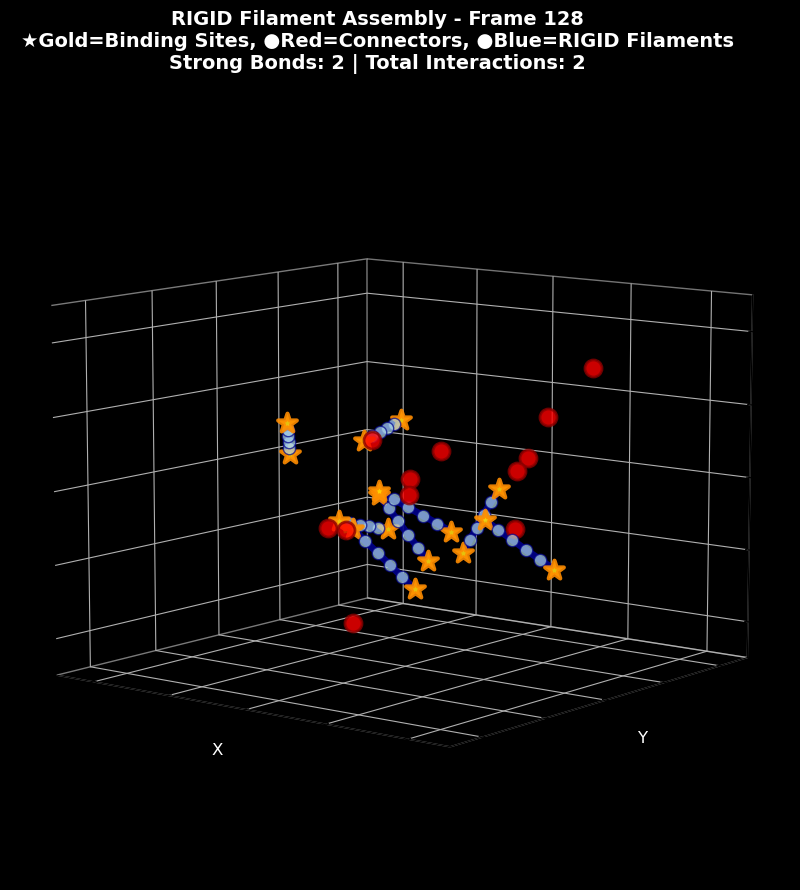 RIGID Filament Assembly - Frame 128
★Gold=Binding Sites, ●Red=Connectors, ●Blue=RIGID Filaments
Strong Bonds: 2 | Total Interactions: 2
X
Y